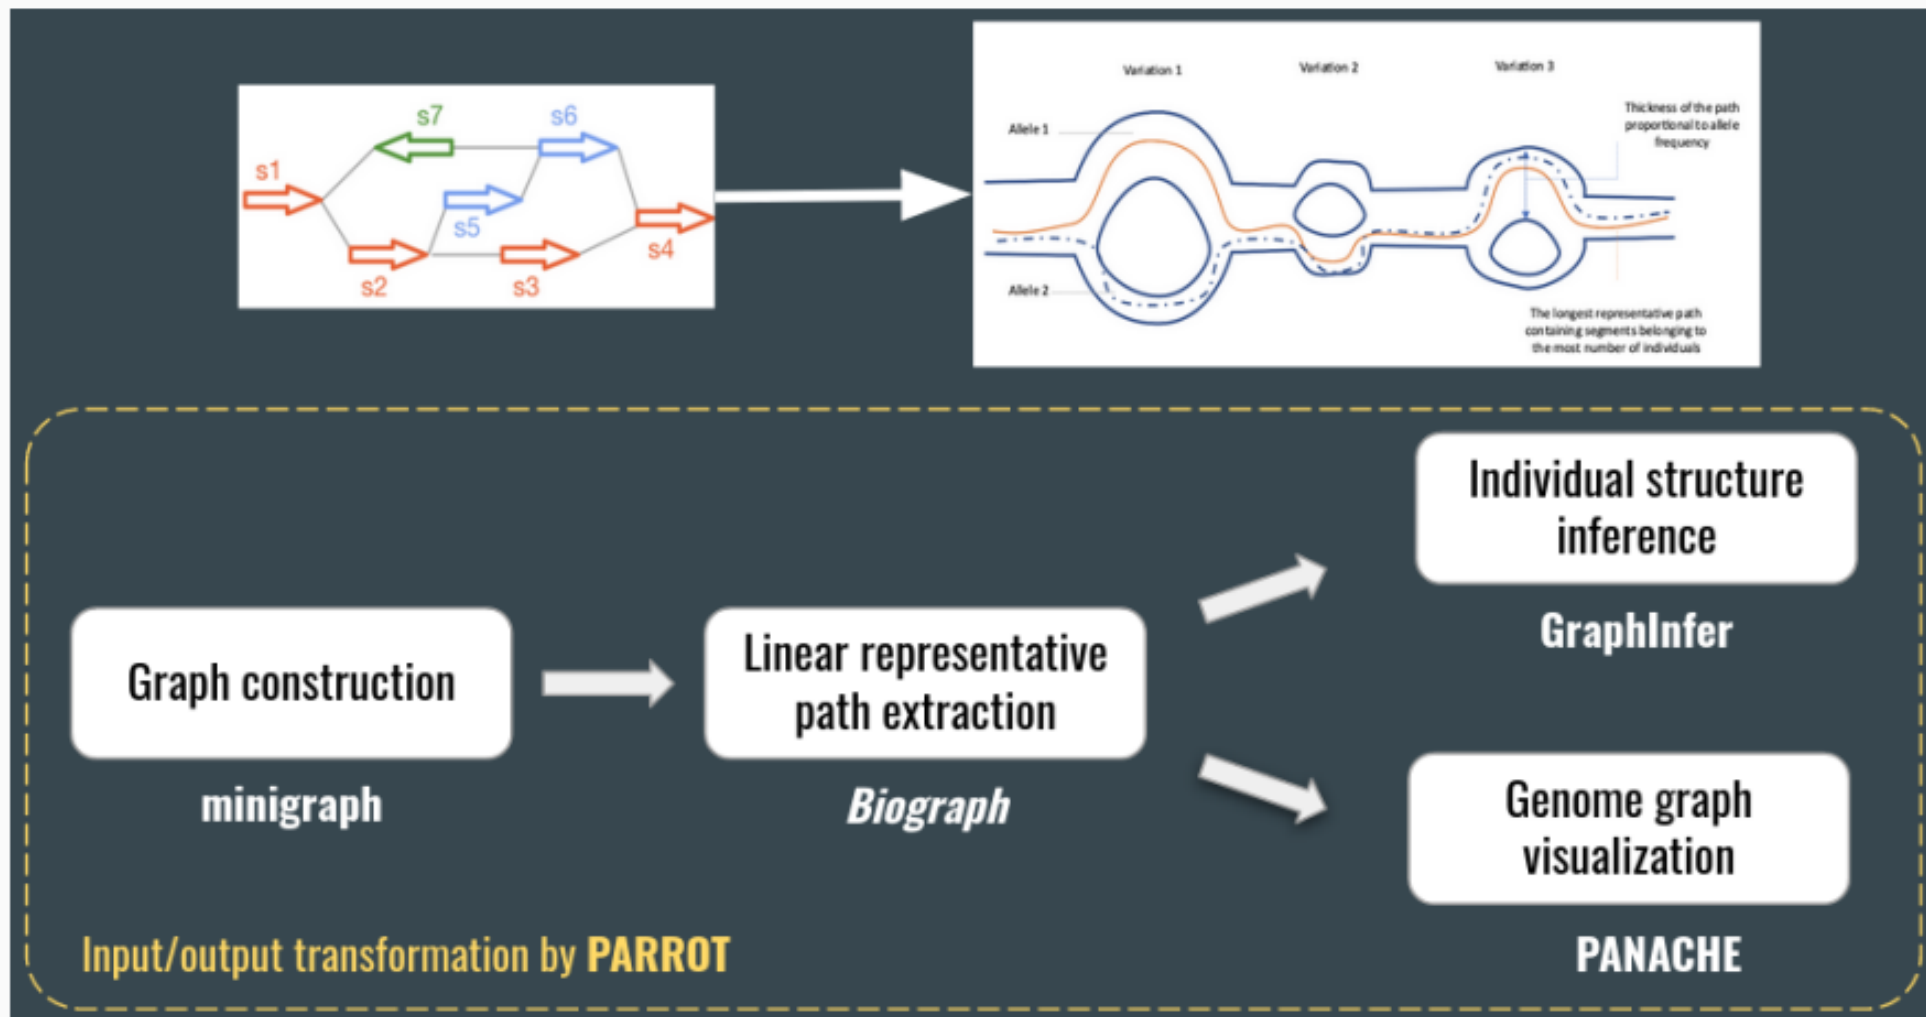 s1
s7
s6
s5
s2
s3
s4
Variation 1
Variation 2
Variation 3
Allele 1
Allele 2
Thickness of the path
proportional to allele
frequency
The longest representative path
containing segments belonging to
the most number of individuals
Graph construction
minigraph
Linear representative
path extraction
Biograph
Individual structure
inference
GraphInfer
Genome graph
visualization
PANACHE
Input/output transformation by PARROT